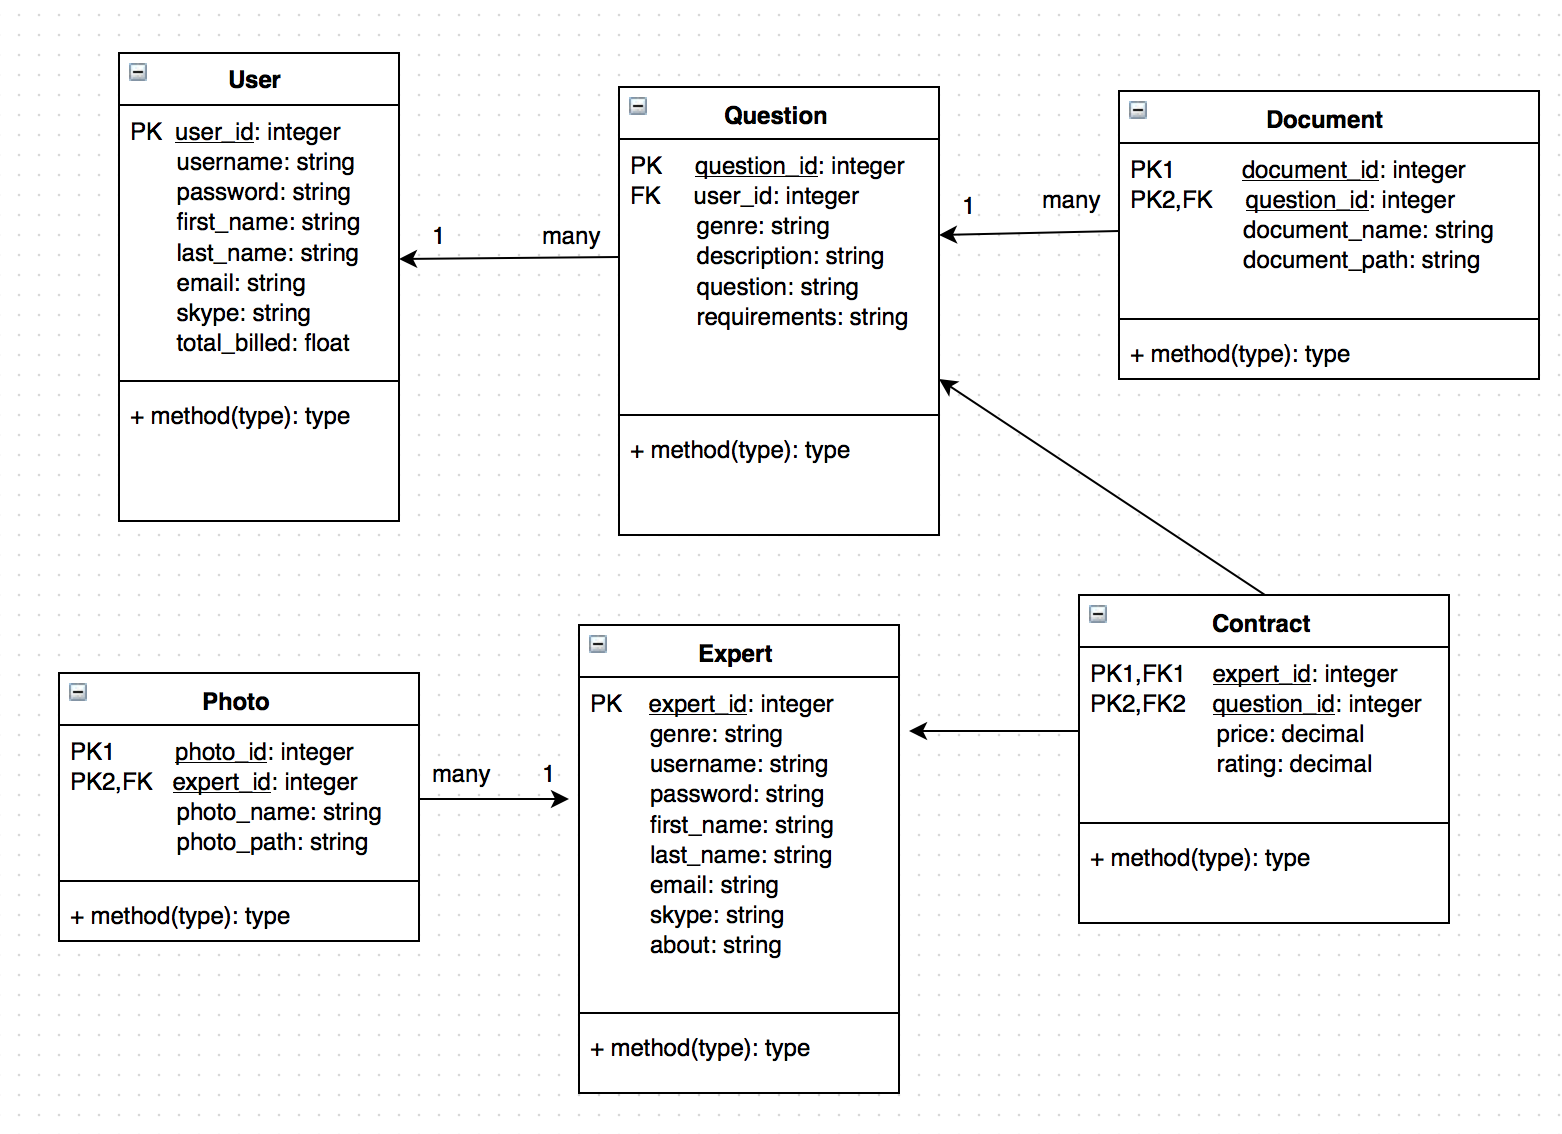 User
PK user_id: integer
username: string
password: string
first_name: string
last_name: string
email: string
skype: string
total_billed: float
+ method(type): type
1 many
Question
PK question_id: integer
FK user_id: integer
genre: string
description: string
question: string
requirements: string
+ method(type): type
1 many
Document
PK1 document_id: integer
PK2,FK question_id: integer
document_name: string
document_path: string
+ method(type): type
Photo
PK1 photo_id: integer
PK2,FK expert_id: integer
photo_name: string
photo_path: string
+ method(type): type
many 1
Expert
PK expert_id: integer
genre: string
username: string
password: string
first_name: string
last_name: string
email: string
skype: string
about: string
+ method(type): type
Contract
PK1,FK1 expert_id: integer
PK2,FK2 question_id: integer
price: decimal
rating: decimal
+ method(type): type